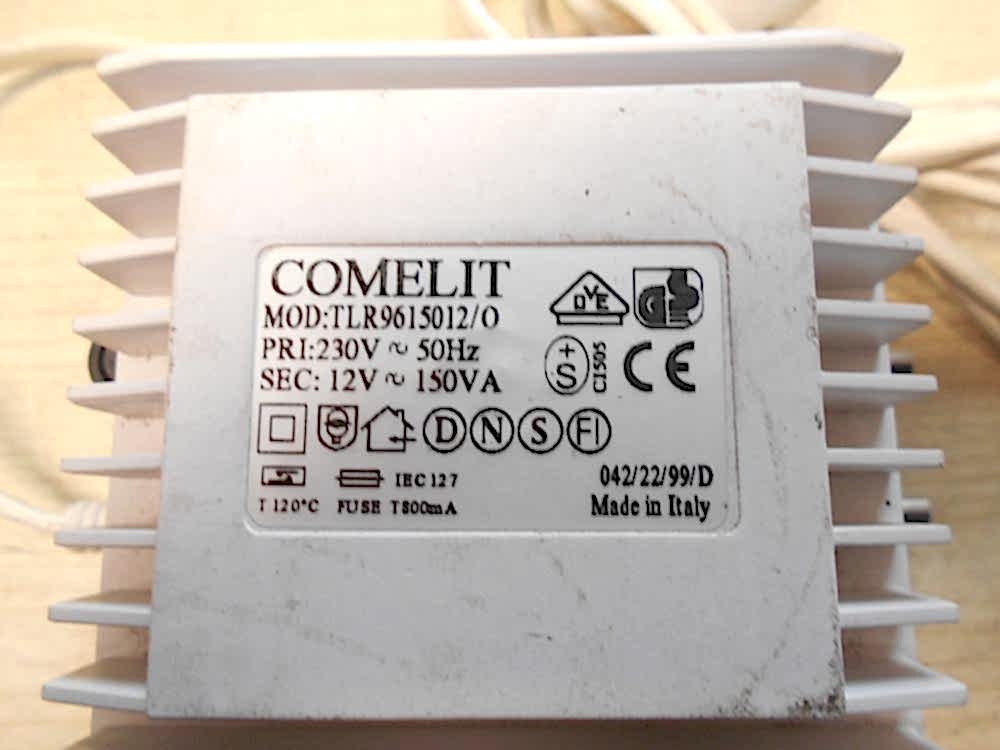 COMELIT
MOD:TLR9615012/O
PRI:230V ~ 50Hz
SEC: 12V ~ 150VA
DVE
GS
+S
C1505
CE
D N S FI
IEC 127
T 120°C FUSE T800mA
042/22/99/D
Made in Italy